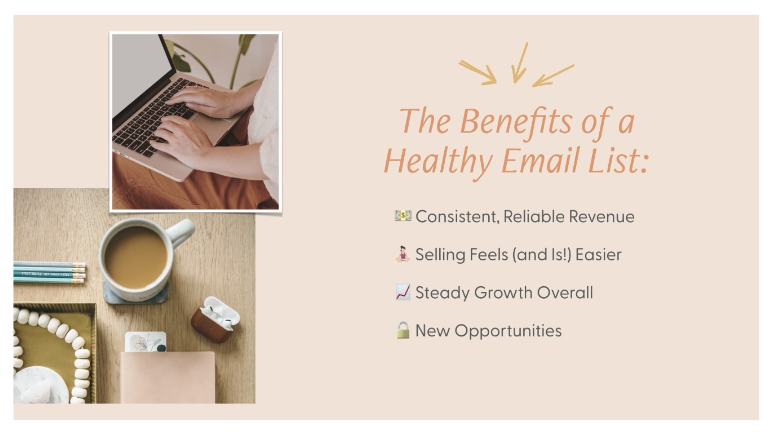 The Benefits of a
Healthy Email List:
💵 Consistent, Reliable Revenue
🧘🏻‍♀️ Selling Feels (and Is!) Easier
📈 Steady Growth Overall
🔒 New Opportunities